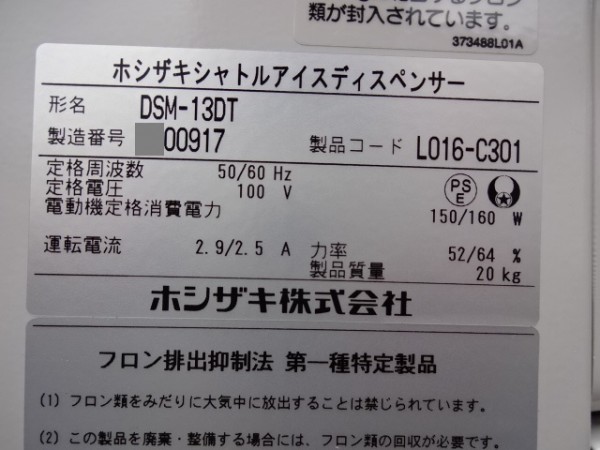 類が封入されています。
373488L01A
ホシザキシャトルアイスディスペンサー
形名 DSM-13DT
製造番号 00917 製品コード L016-C301
定格周波数 50/60 Hz
定格電圧 100 V
PS E
電動機定格消費電力 150/160 W
運転電流 2.9/2.5 A 力率 52/64 %
製品質量 20 kg
ホシザキ株式会社
フロン排出抑制法 第一種特定製品
(1) フロン類をみだりに大気中に放出することは禁じられています。
(2) この製品を廃棄・整備する場合には、フロン類の回収が必要です。